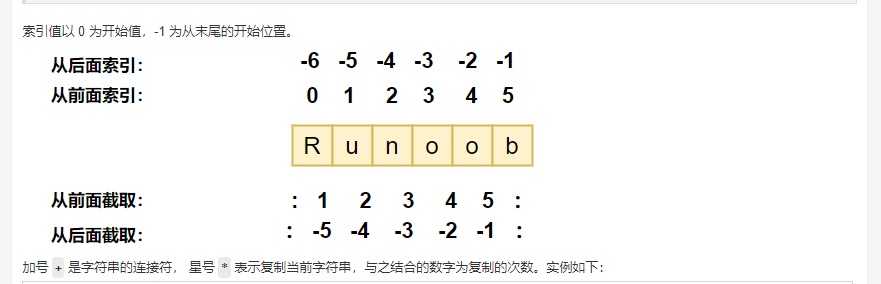 索引值以 0 为开始值，-1 为从末尾的开始位置。
从后面索引： -6 -5 -4 -3 -2 -1
从前面索引： 0 1 2 3 4 5
R u n o o b
从前面截取： : 1 2 3 4 5 :
从后面截取： : -5 -4 -3 -2 -1 :
加号 + 是字符串的连接符， 星号 * 表示复制当前字符串，与之结合的数字为复制的次数。实例如下：